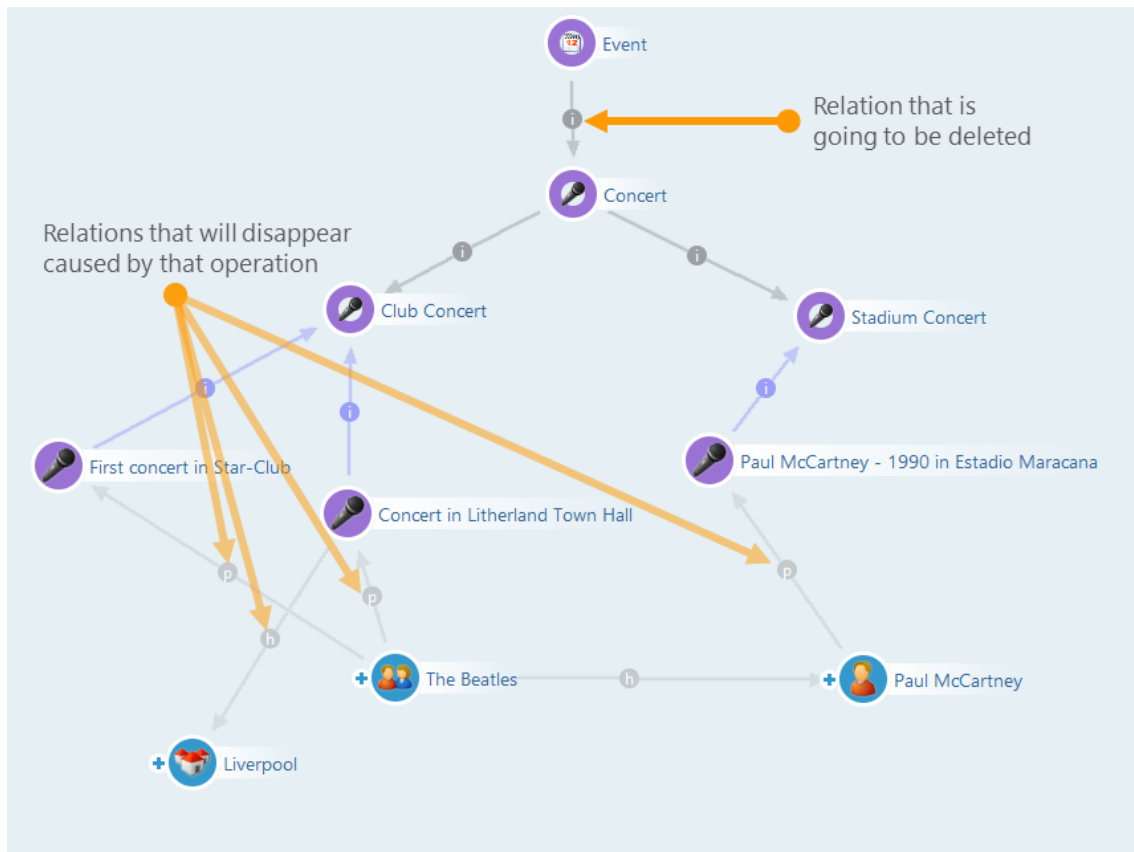 Event
12
i
Relation that is
going to be deleted
Concert
Relations that will disappear
caused by that operation
i
i
Club Concert
Stadium Concert
i
i
i
First concert in Star-Club
Paul McCartney - 1990 in Estadio Maracana
Concert in Litherland Town Hall
p
p
p
h
The Beatles
h
Paul McCartney
Liverpool